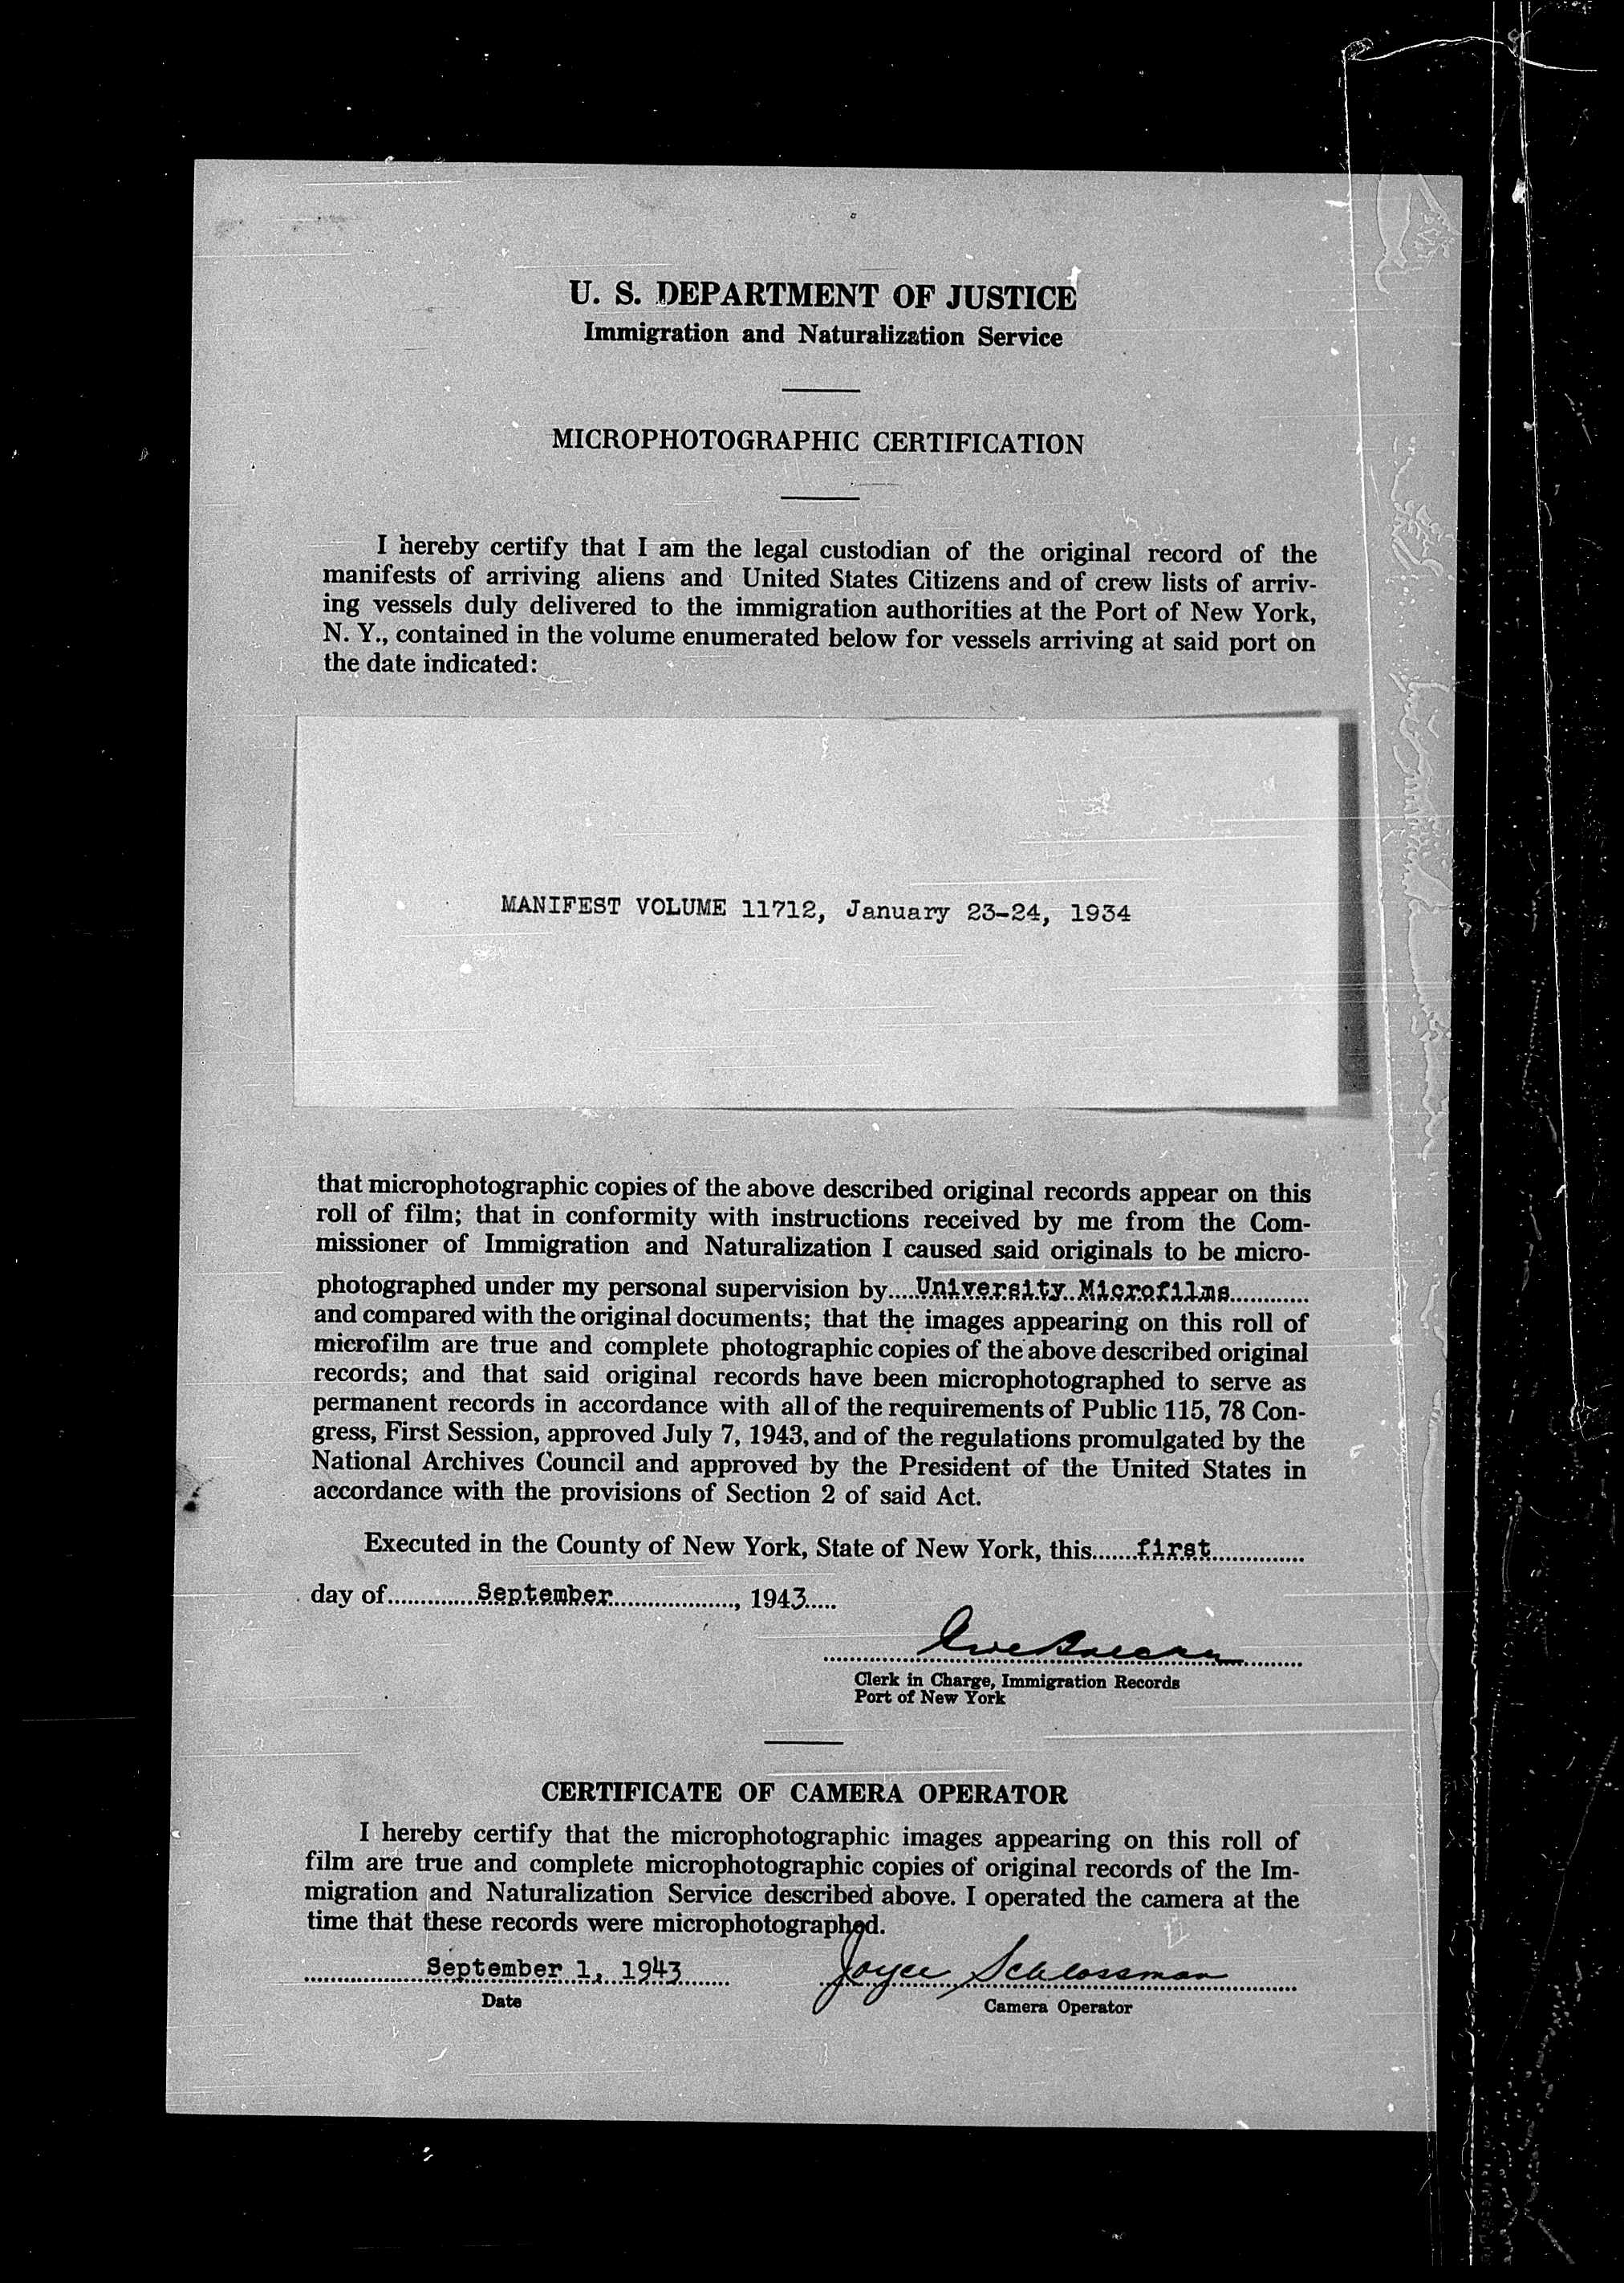 U. S. DEPARTMENT OF JUSTICE
Immigration and Naturalization Service
MICROPHOTOGRAPHIC CERTIFICATION
I hereby certify that I am the legal custodian of the original record of the
manifests of arriving aliens and United States Citizens and of crew lists of arriv-
ing vessels duly delivered to the immigration authorities at the Port of New York,
N. Y., contained in the volume enumerated below for vessels arriving at said port on
the date indicated:
MANIFEST VOLUME 11712, January 23-24, 1934
that microphotographic copies of the above described original records appear on this
roll of film; that in conformity with instructions received by me from the Com-
missioner of Immigration and Naturalization I caused said originals to be micro-
photographed under my personal supervision by....University Microfilms............
and compared with the original documents; that the images appearing on this roll of
microfilm are true and complete photographic copies of the above described original
records; and that said original records have been microphotographed to serve as
permanent records in accordance with all of the requirements of Public 115, 78 Con-
gress, First Session, approved July 7, 1943, and of the regulations promulgated by the
National Archives Council and approved by the President of the United States in
accordance with the provisions of Section 2 of said Act.
Executed in the County of New York, State of New York, this.......first..............
day of.............September.................., 1943.....
Clerk in Charge, Immigration Records
Port of New York
CERTIFICATE OF CAMERA OPERATOR
I hereby certify that the microphotographic images appearing on this roll of
film are true and complete microphotographic copies of original records of the Im-
migration and Naturalization Service described above. I operated the camera at the
time that these records were microphotographed.
September 1, 1943 Joyce Schlossman
Date Camera Operator